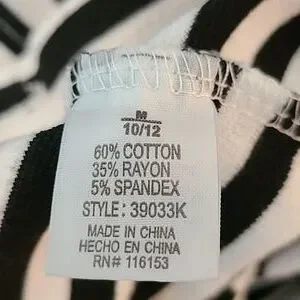 M
10/12
60% COTTON
35% RAYON
5% SPANDEX
STYLE: 39033K
MADE IN CHINA
HECHO EN CHINA
RN# 116153